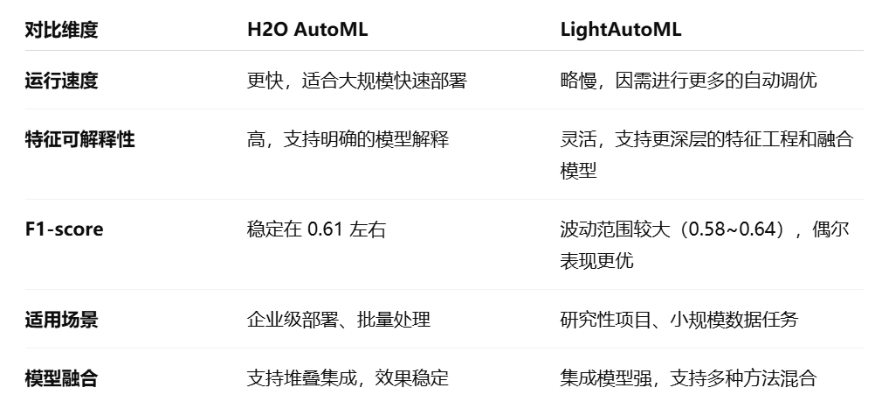 对比维度 H2O AutoML LightAutoML
运行速度 更快，适合大规模快速部署 略慢，因需进行更多的自动调优
特征可解释性 高，支持明确的模型解释 灵活，支持更深层的特征工程和融合
模型
F1-score 稳定在 0.61 左右 波动范围较大（0.58~0.64），偶尔
表现更优
适用场景 企业级部署、批量处理 研究性项目、小规模数据任务
模型融合 支持堆叠集成，效果稳定 集成模型强，支持多种方法混合